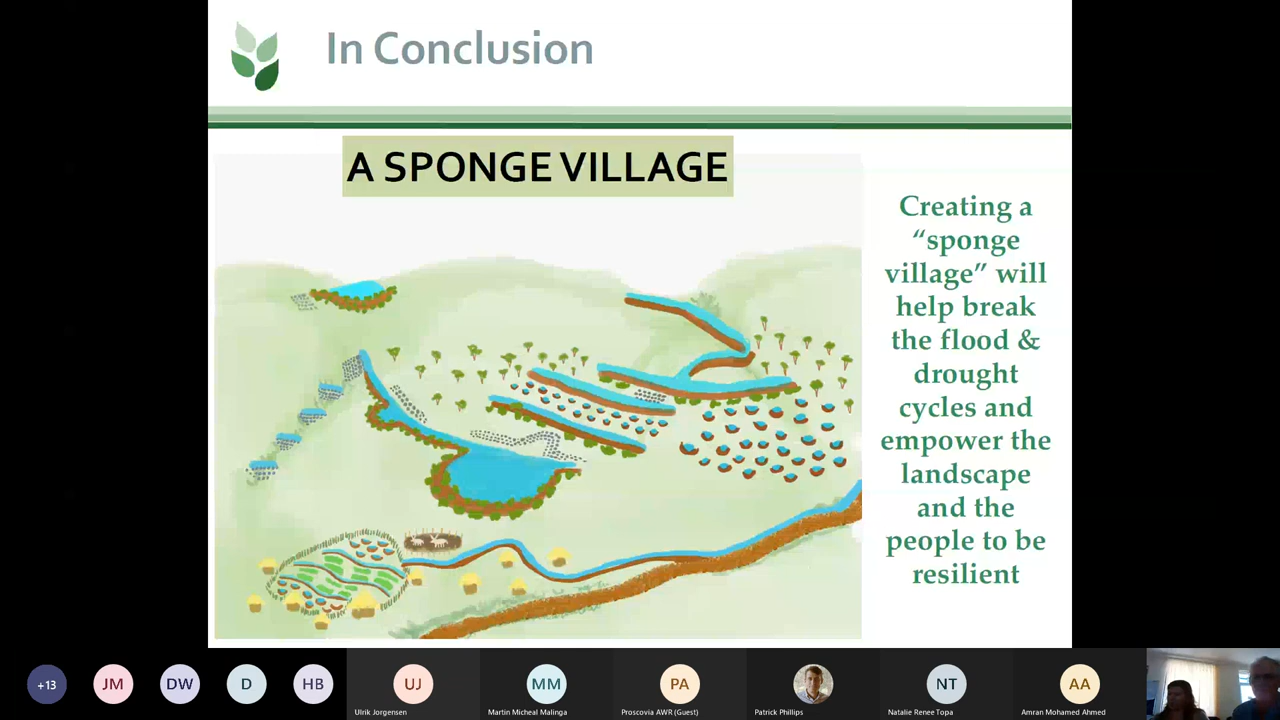 In Conclusion
A SPONGE VILLAGE
Creating a
“sponge
village” will
help break
the flood &
drought
cycles and
empower the
landscape
and the
people to be
resilient
+13
JM
DW
D
HB
UJ
Ulrik Jorgensen
MM
Martin Micheal Malinga
PA
Proscovia AWR (Guest)
Patrick Phillips
NT
Natalie Renee Topa
AA
Amran Mohamed Ahmed